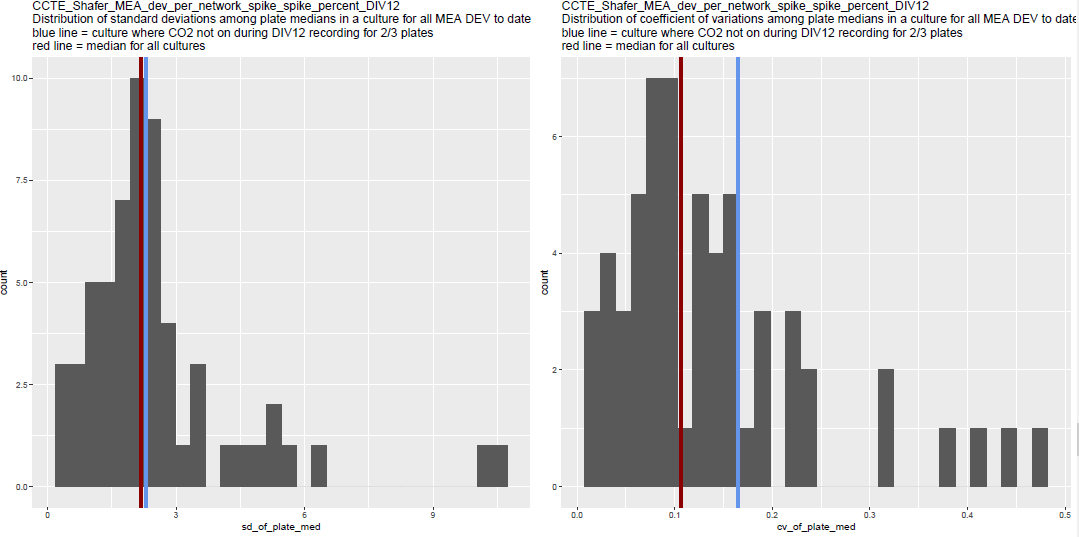 CCTE_Shafer_MEA_dev_per_network_spike_spike_percent_DIV12
Distribution of standard deviations among plate medians in a culture for all MEA DEV to date
blue line = culture where CO2 not on during DIV12 recording for 2/3 plates
red line = median for all cultures
10.0
7.5
5.0
2.5
0.0
count
0 3 6 9
sd_of_plate_med
CCTE_Shafer_MEA_dev_per_network_spike_spike_percent_DIV12
Distribution of coefficient of variations among plate medians in a culture for all MEA DEV to date
blue line = culture where CO2 not on during DIV12 recording for 2/3 plates
red line = median for all cultures
6
4
2
0
count
0.0 0.1 0.2 0.3 0.4 0.5
cv_of_plate_med